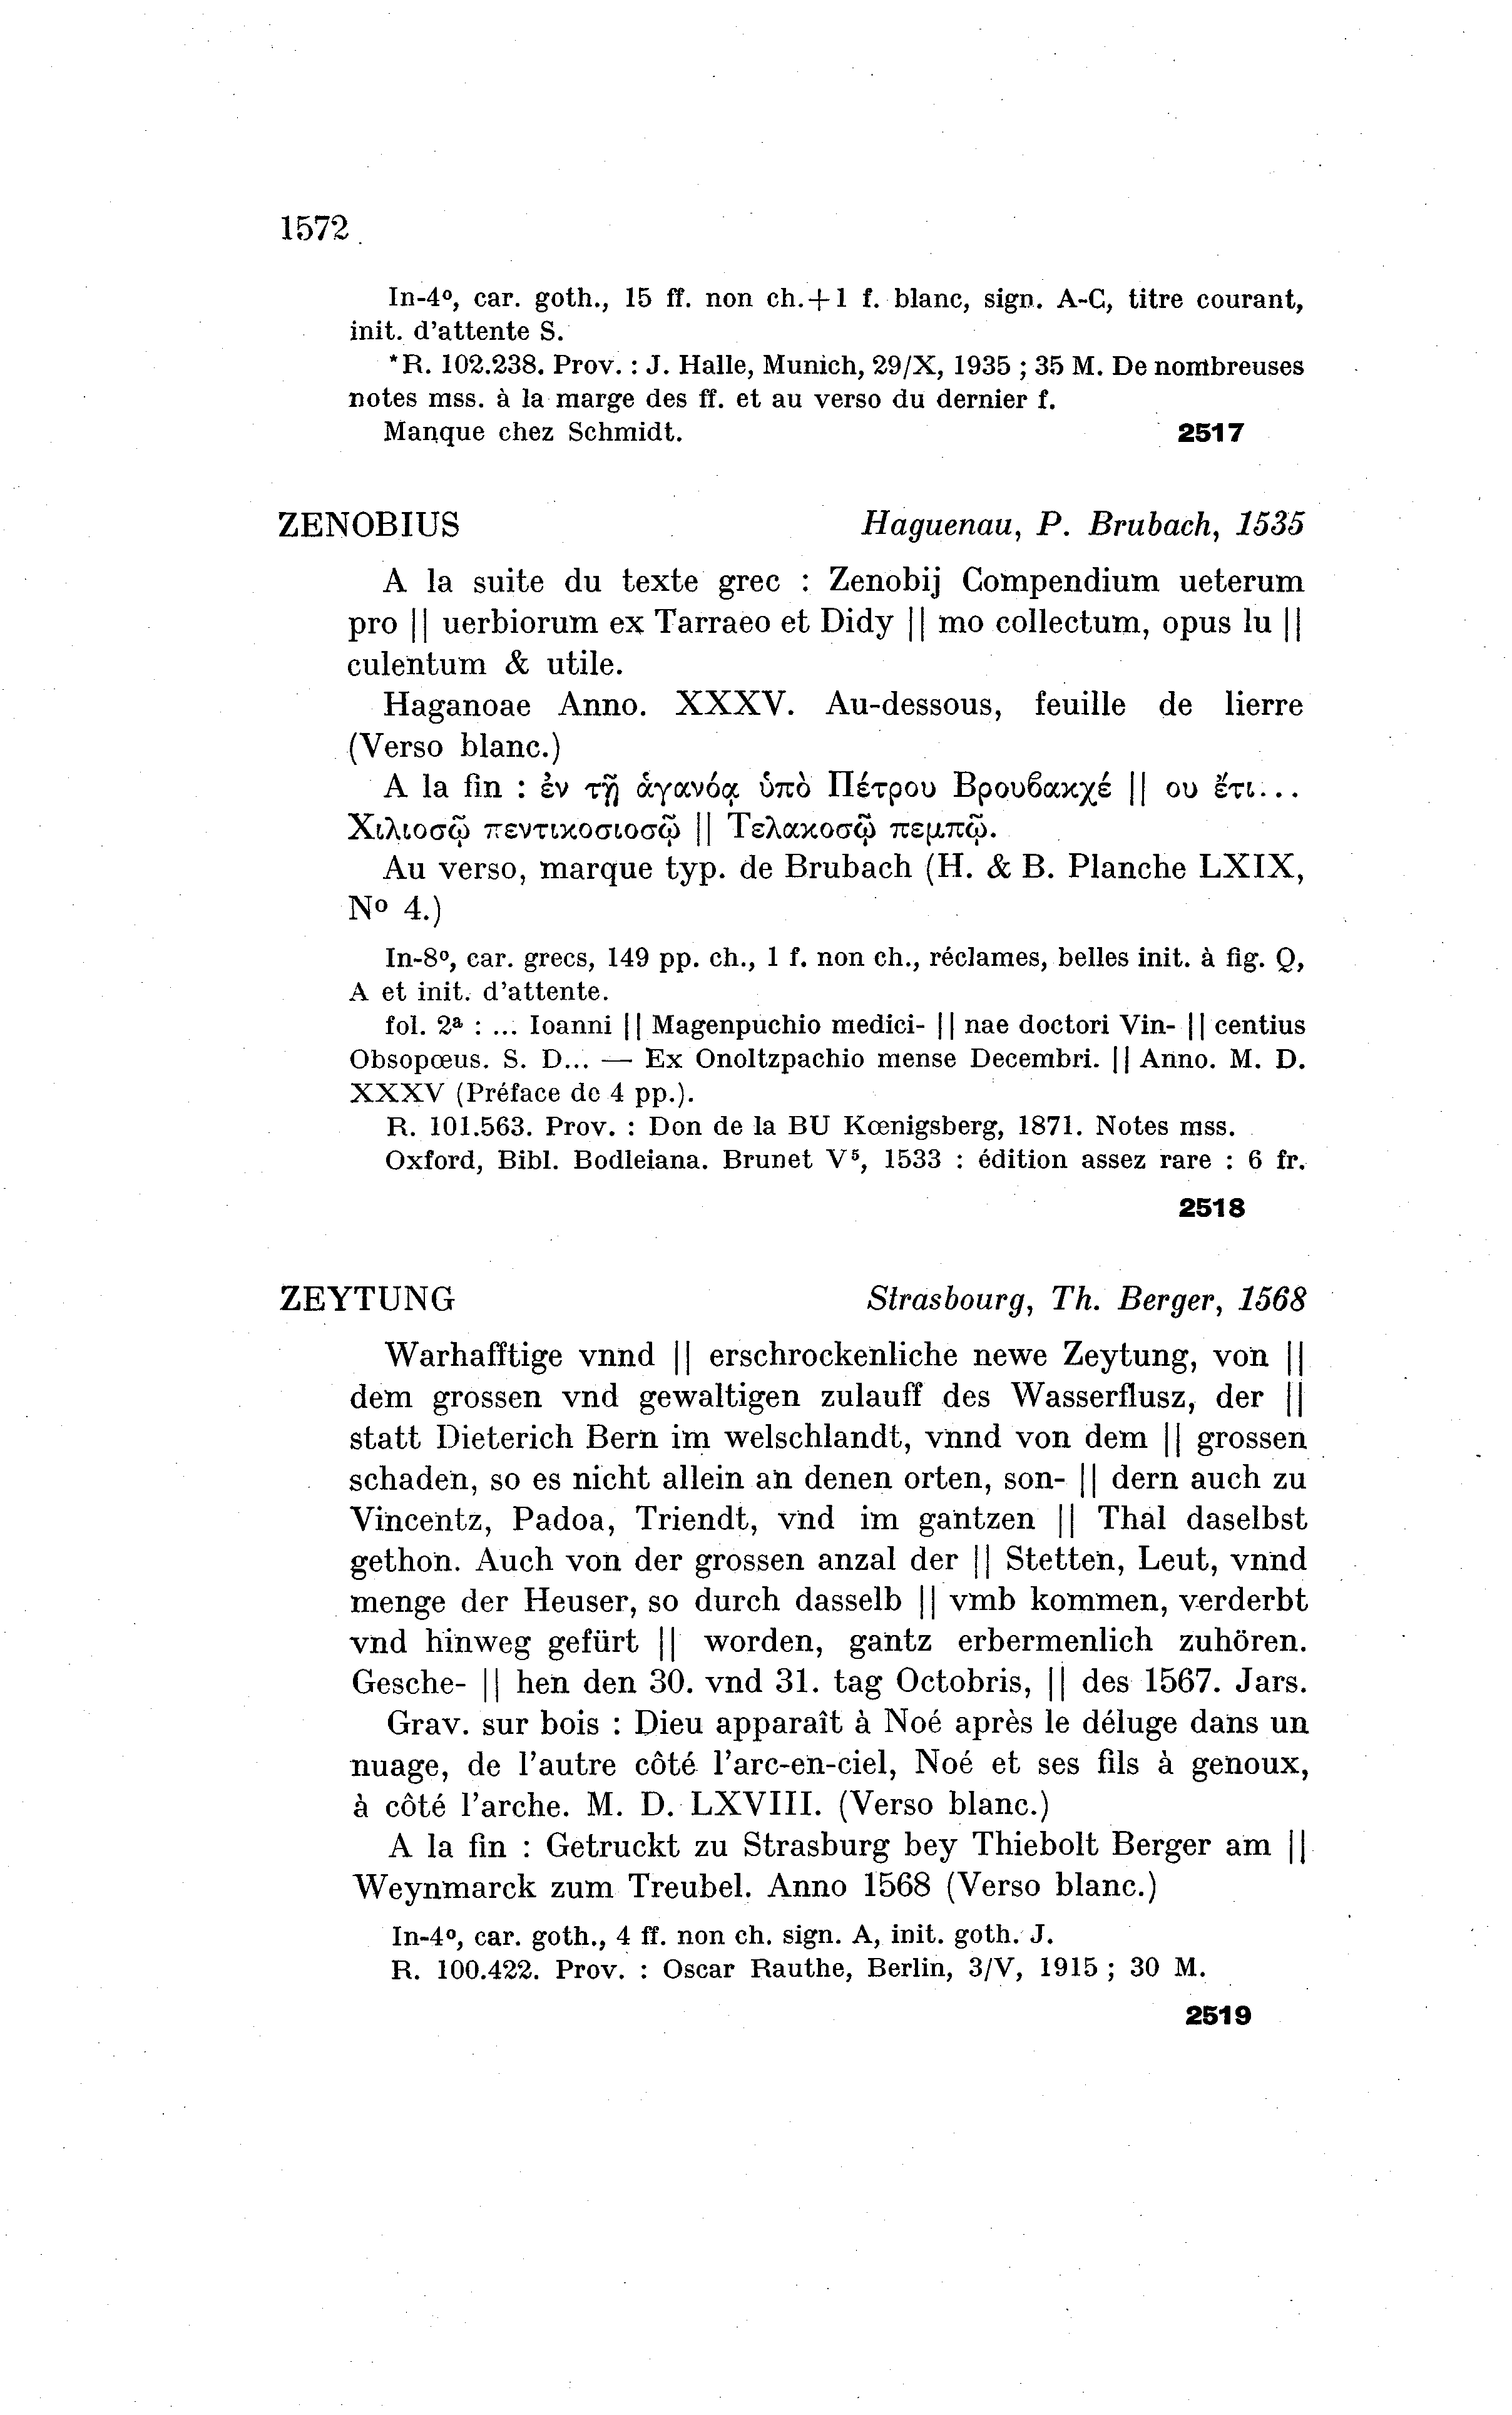 1572
In-4º, car. goth., 15 ff. non ch.+1 f. blanc, sign. A-C, titre courant,
init. d'attente S.
*R. 102.238. Prov. : J. Halle, Munich, 29/X, 1935 ; 35 M. De nombreuses
notes mss. à la marge des ff. et au verso du dernier f.
Manque chez Schmidt. 2517
ZENOBIUS Haguenau, P. Brubach, 1535
A la suite du texte grec : Zenobij Compendium ueterum
pro || uerbiorum ex Tarraeo et Didy || mo collectum, opus lu ||
culentum & utile.
Haganoae Anno. XXXV. Au-dessous, feuille de lierre
(Verso blanc.)
A la fin : ἐν τῇ ἁγανόᾳ ὑπὸ Πέτρου Βρουϐακχέ || ου ἔτι...
Χιλιοσῷ πεντικοσιοσῷ || Τελακοσῷ πεμπῷ.
Au verso, marque typ. de Brubach (H. & B. Planche LXIX,
Nº 4.)
In-8º, car. grecs, 149 pp. ch., 1 f. non ch., réclames, belles init. à fig. Q,
A et init. d'attente.
fol. 2ª : ... Ioanni || Magenpuchio medici- || nae doctori Vin- || centius
Obsopœus. S. D... — Ex Onoltzpachio mense Decembri. || Anno. M. D.
XXXV (Préface de 4 pp.).
R. 101.563. Prov. : Don de la BU Kœnigsberg, 1871. Notes mss.
Oxford, Bibl. Bodleiana. Brunet V⁵, 1533 : édition assez rare : 6 fr.
2518
ZEYTUNG Strasbourg, Th. Berger, 1568
Warhafftige vnnd || erschrockenliche newe Zeytung, von ||
dem grossen vnd gewaltigen zulauff des Wasserflusz, der ||
statt Dieterich Bern im welschlandt, vnnd von dem || grossen
schaden, so es nicht allein an denen orten, son- || dern auch zu
Vincentz, Padoa, Triendt, vnd im gantzen || Thal daselbst
gethon. Auch von der grossen anzal der || Stetten, Leut, vnnd
menge der Heuser, so durch dasselb || vmb kommen, verderbt
vnd hinweg gefürt || worden, gantz erbermenlich zuhören.
Gesche- || hen den 30. vnd 31. tag Octobris, || des 1567. Jars.
Grav. sur bois : Dieu apparaît à Noé après le déluge dans un
nuage, de l'autre côté l'arc-en-ciel, Noé et ses fils à genoux,
à côté l'arche. M. D. LXVIII. (Verso blanc.)
A la fin : Getruckt zu Strasburg bey Thiebolt Berger am ||
Weynmarck zum Treubel. Anno 1568 (Verso blanc.)
In-4º, car. goth., 4 ff. non ch. sign. A, init. goth. J.
R. 100.422. Prov. : Oscar Rauthe, Berlin, 3/V, 1915 ; 30 M.
2519